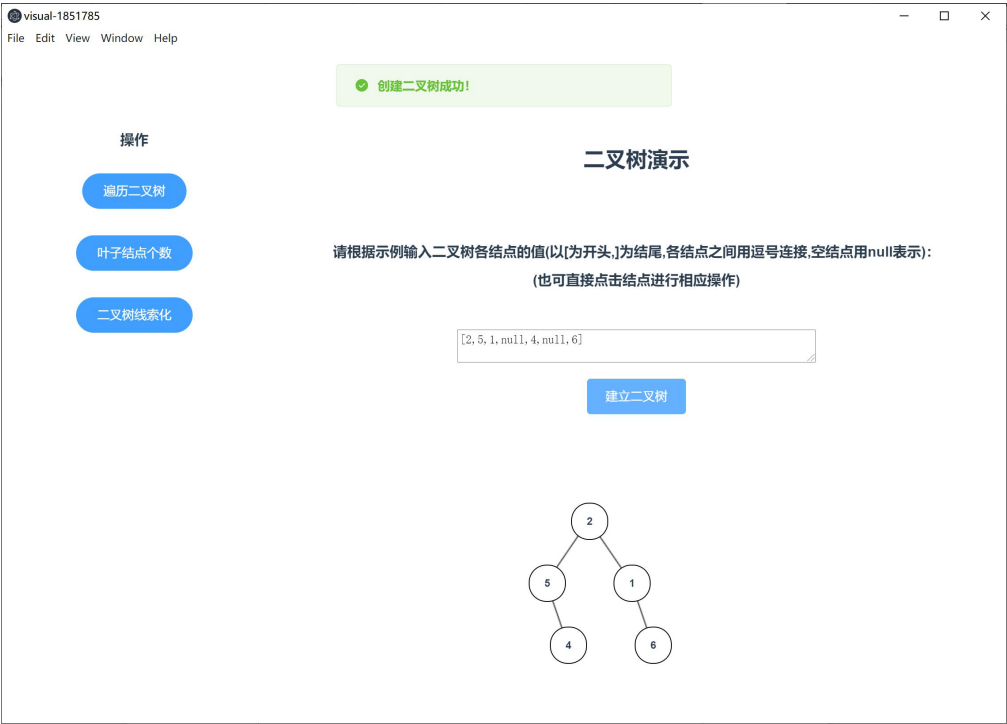 visual-1851785
File Edit View Window Help
创建二叉树成功!
操作
二叉树演示
遍历二叉树
叶子结点个数
请根据示例输入二叉树各结点的值(以[为开头,]为结尾,各结点之间用逗号连接,空结点用null表示):
(也可直接点击结点进行相应操作)
二叉树线索化
[2,5,1,null,4,null,6]
建立二叉树
2
5 1
4 6